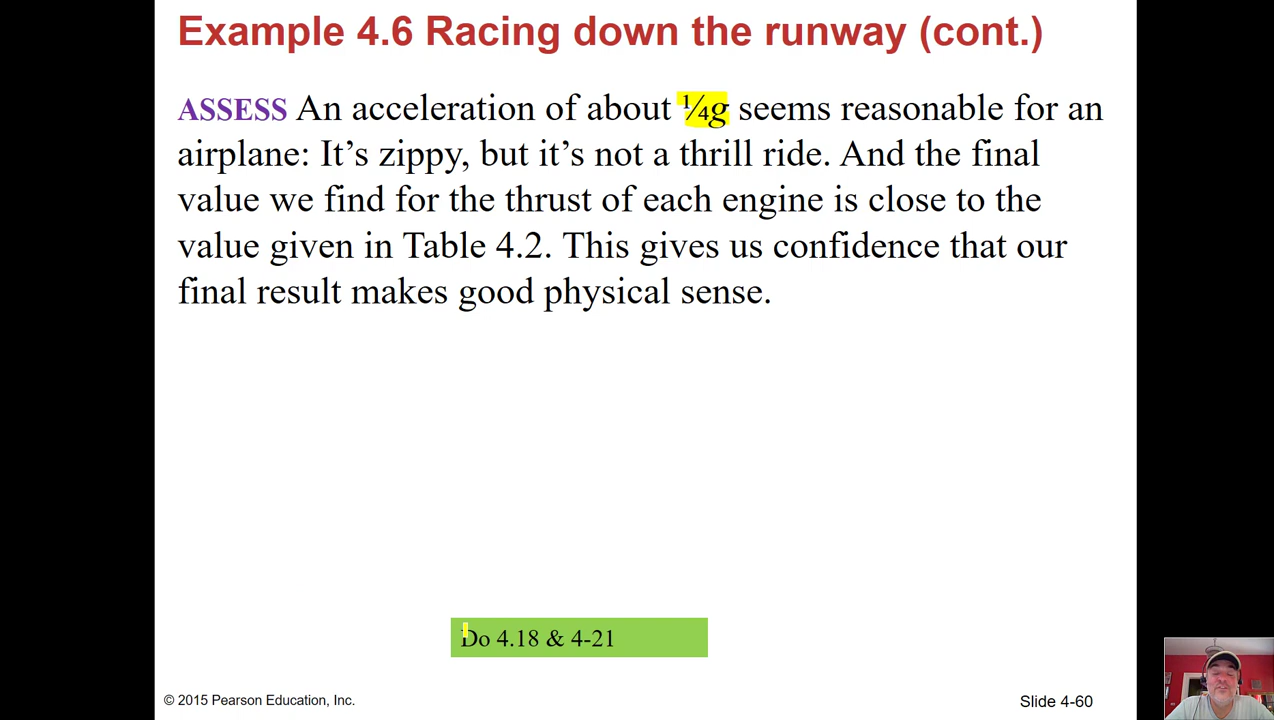 Example 4.6 Racing down the runway (cont.)
ASSESS An acceleration of about ¼g seems reasonable for an
airplane: It’s zippy, but it’s not a thrill ride. And the final
value we find for the thrust of each engine is close to the
value given in Table 4.2. This gives us confidence that our
final result makes good physical sense.
Do 4.18 & 4-21
© 2015 Pearson Education, Inc.
Slide 4-60